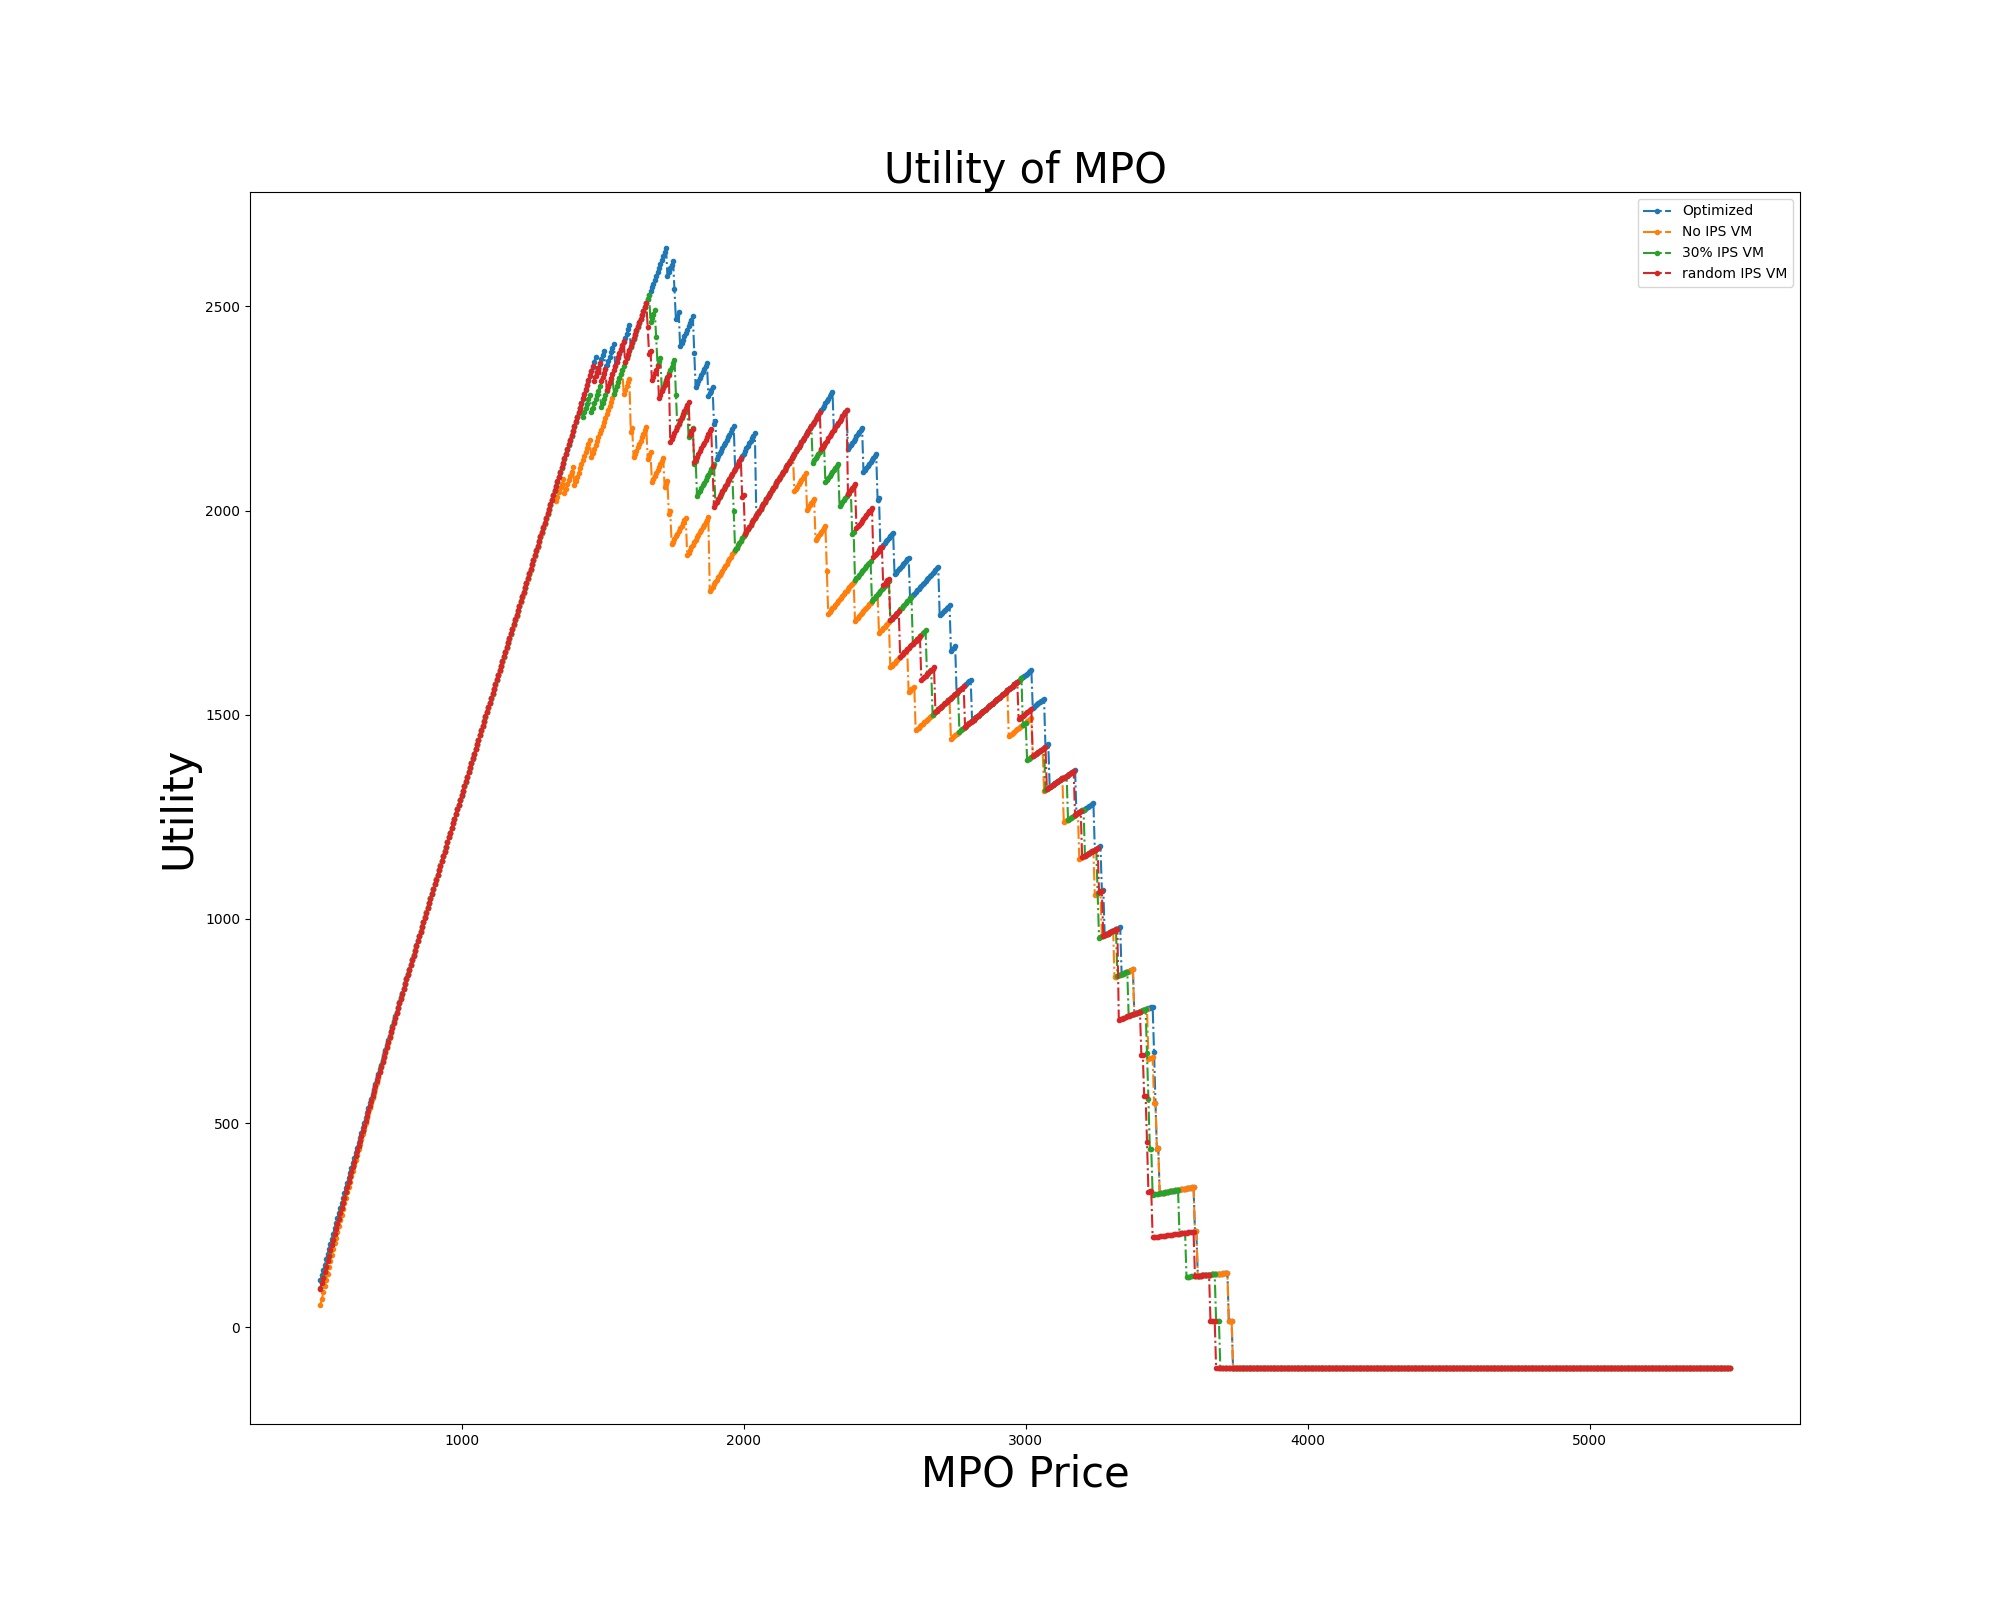 Utility of MPO
Optimized
No IPS VM
30% IPS VM
random IPS VM
Utility
2500
2000
1500
1000
500
0
1000 2000 3000 4000 5000
MPO Price